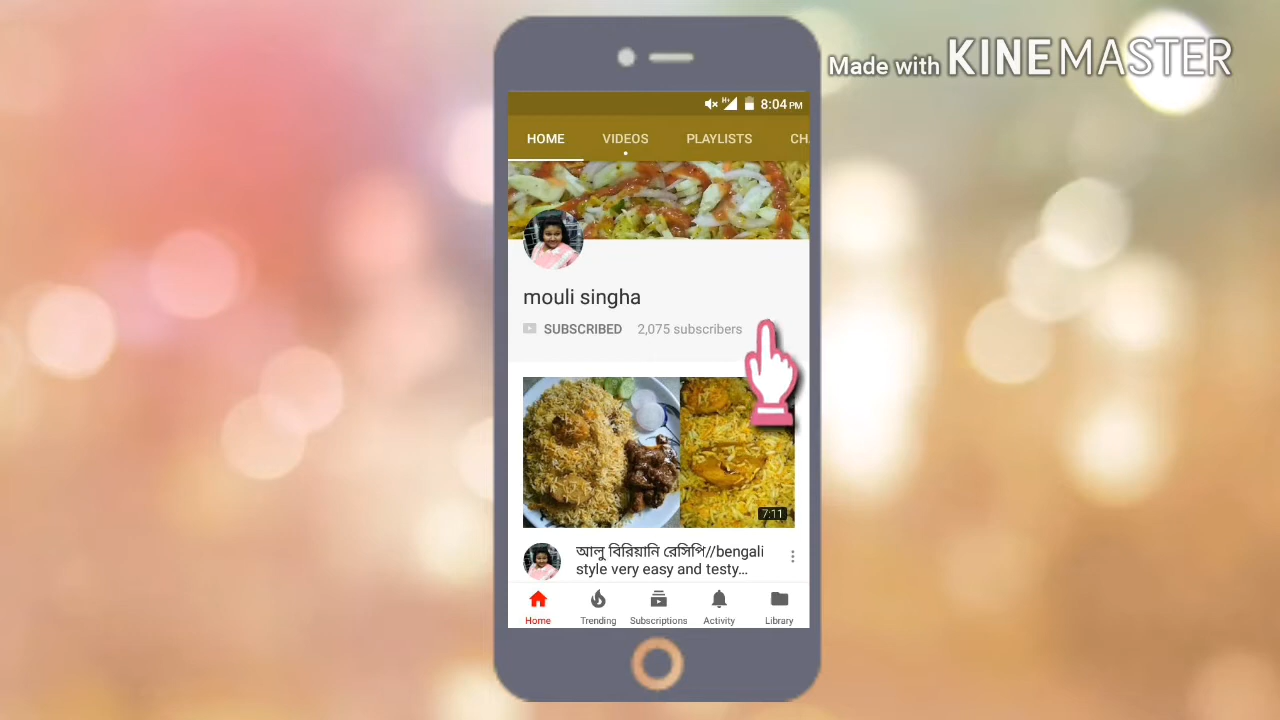 Made with KINEMASTER
8:04 PM
HOME VIDEOS PLAYLISTS CH
mouli singha
SUBSCRIBED 2,075 subscribers
7:11
আলু বিরিয়ানি রেসিপি//bengali
style very easy and testy...
Home Trending Subscriptions Activity Library